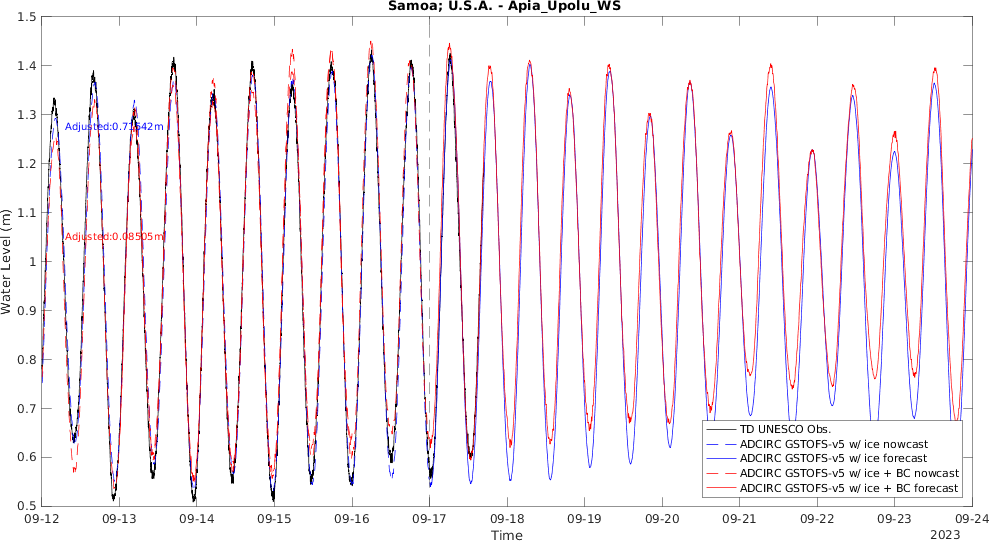 Samoa; U.S.A. - Apia_Upolu_WS
1.5
1.4
1.3
1.2
1.1
1
0.9
0.8
0.7
0.6
0.5
Water Level (m)
Adjusted:0.08505m
TD UNESCO Obs.
ADCIRC GSTOFS-v5 w/ ice nowcast
ADCIRC GSTOFS-v5 w/ ice forecast
ADCIRC GSTOFS-v5 w/ ice + BC nowcast
ADCIRC GSTOFS-v5 w/ ice + BC forecast
09-12 09-13 09-14 09-15 09-16 09-17 09-18 09-19 09-20 09-21 09-22 09-23 09-24
Time
2023